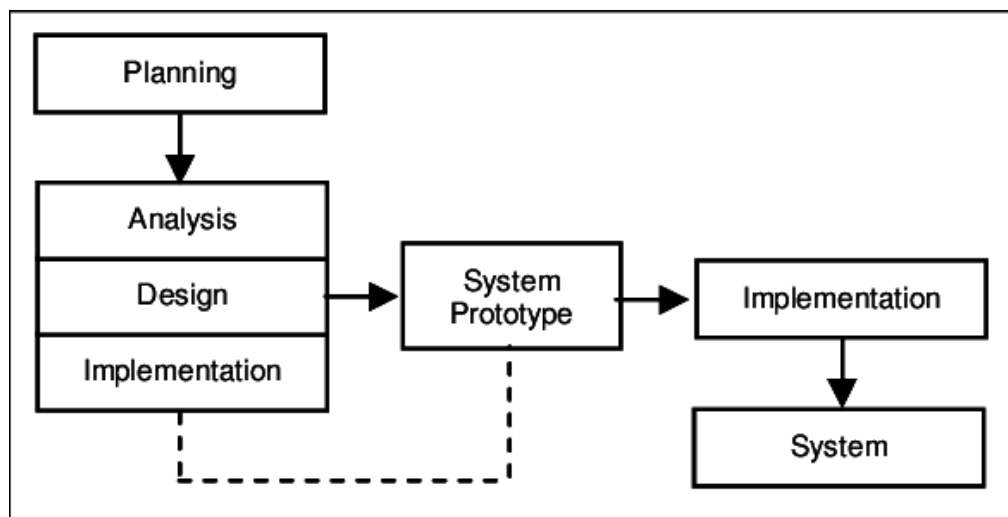 Planning
Analysis
Design
Implementation
System
Prototype
Implementation
System